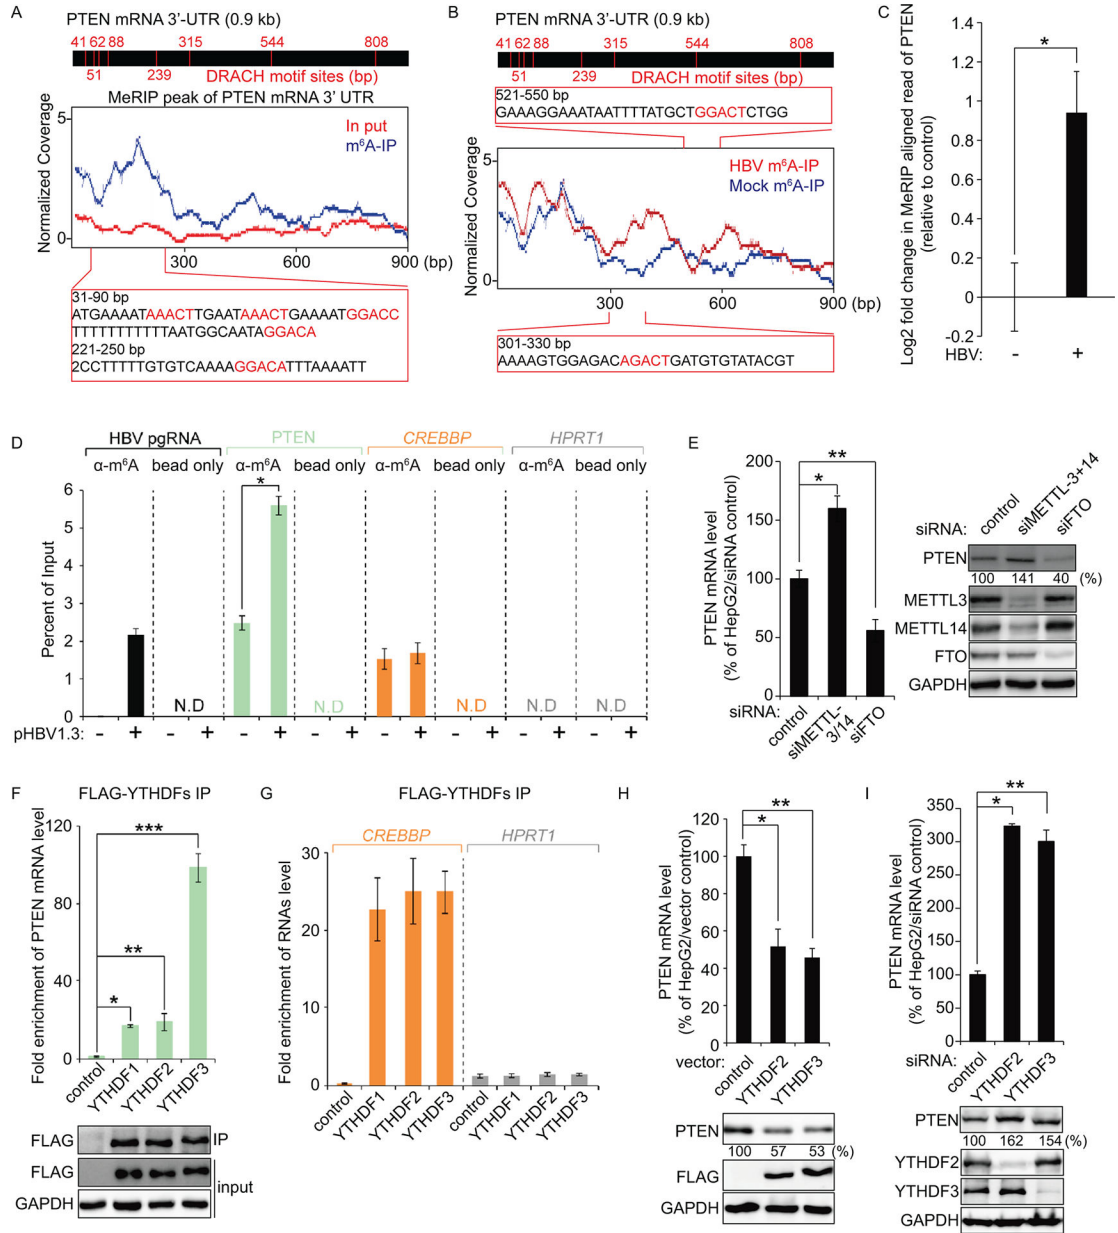 A
PTEN mRNA 3'-UTR (0.9 kb)
41 62 88 315 544 808
51 239 DRACH motif sites (bp)
MeRIP peak of PTEN mRNA 3' UTR
Normalized Coverage
5
0
In put
m⁶A-IP
300 600 900 (bp)
31-90 bp
ATGAAAATAAACTTGAATAAACTGAAAATGGACC
TTTTTTTTTTTTAATGGCAATAGGACA
221-250 bp
2CCTTTTTGTGTCAAAAGGACATTTAAAATT
B
PTEN mRNA 3'-UTR (0.9 kb)
41 62 88 315 544 808
51 239 DRACH motif sites (bp)
521-550 bp
GAAAGGAAATAATTTTATGCTGGACTCTGG
Normalized Coverage
5
0
HBV m⁶A-IP
Mock m⁶A-IP
300 600 900 (bp)
301-330 bp
AAAAGTGGAGACAGACTGATGTGTATACGT
C
Log2 fold change in MeRIP aligned read of PTEN
(relative to control)
1.4
1.2
1
0.8
0.6
0.4
0.2
0
-0.2
*
HBV: - +
D
HBV pgRNA PTEN CREBBP HPRT1
α-m⁶A bead only α-m⁶A bead only α-m⁶A bead only α-m⁶A bead only
Percent of Input
6
5
4
3
2
1
0
*
N.D N.D N.D N.D N.D
pHBV1.3: - + - + - + - + - + - + - + - +
E
PTEN mRNA level
(% of HepG2/siRNA control)
200
150
100
50
0
**
*
siRNA: control siMETTL-3/14 siFTO
siRNA: control siMETTL-3+14 siFTO
PTEN
100 141 40 (%)
METTL3
METTL14
FTO
GAPDH
F
FLAG-YTHDFs IP
Fold enrichment of PTEN mRNA level
120
80
40
0
***
**
*
control YTHDF1 YTHDF2 YTHDF3
FLAG IP
FLAG
input
GAPDH
G
FLAG-YTHDFs IP
CREBBP HPRT1
Fold enrichment of RNAs level
30
20
10
0
control YTHDF1 YTHDF2 YTHDF3 control YTHDF1 YTHDF2 YTHDF3
H
PTEN mRNA level
(% of HepG2/vector control)
120
100
80
60
40
20
0
**
*
vector: control YTHDF2 YTHDF3
PTEN
100 57 53 (%)
FLAG
GAPDH
I
PTEN mRNA level
(% of HepG2/siRNA control)
350
300
250
200
150
100
50
0
**
*
siRNA: control YTHDF2 YTHDF3
PTEN
100 162 154 (%)
YTHDF2
YTHDF3
GAPDH